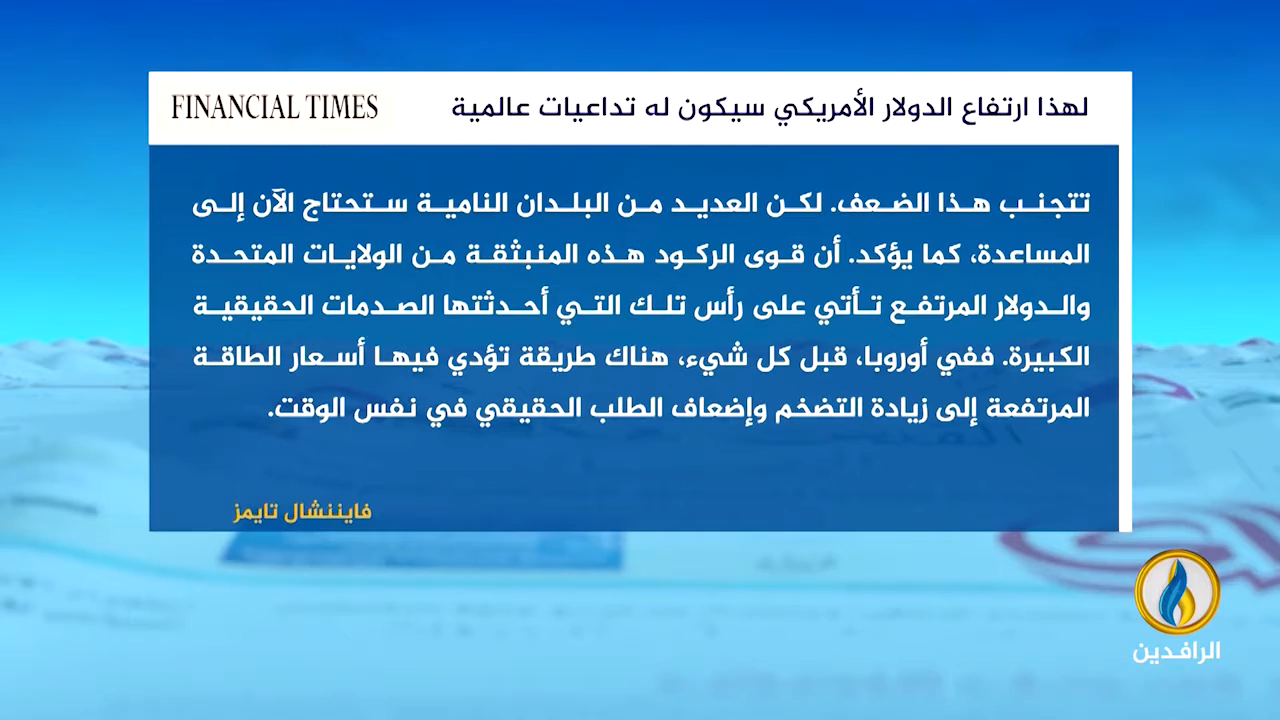 لهذا ارتفاع الدولار الأمريكي سيكون له تداعيات عالمية
FINANCIAL TIMES
تتجنب هذا الضعف. لكن العديد من البلدان النامية ستحتاج الآن إلى
المساعدة، كما يؤكد. أن قوى الركود هذه المنبثقة من الولايات المتحدة
والدولار المرتفع تأتي على رأس تلك التي أحدثتها الصدمات الحقيقية
الكبيرة. ففي أوروبا، قبل كل شيء، هناك طريقة تؤدي فيها أسعار الطاقة
المرتفعة إلى زيادة التضخم وإضعاف الطلب الحقيقي في نفس الوقت.
فايننشال تايمز
الرافدين